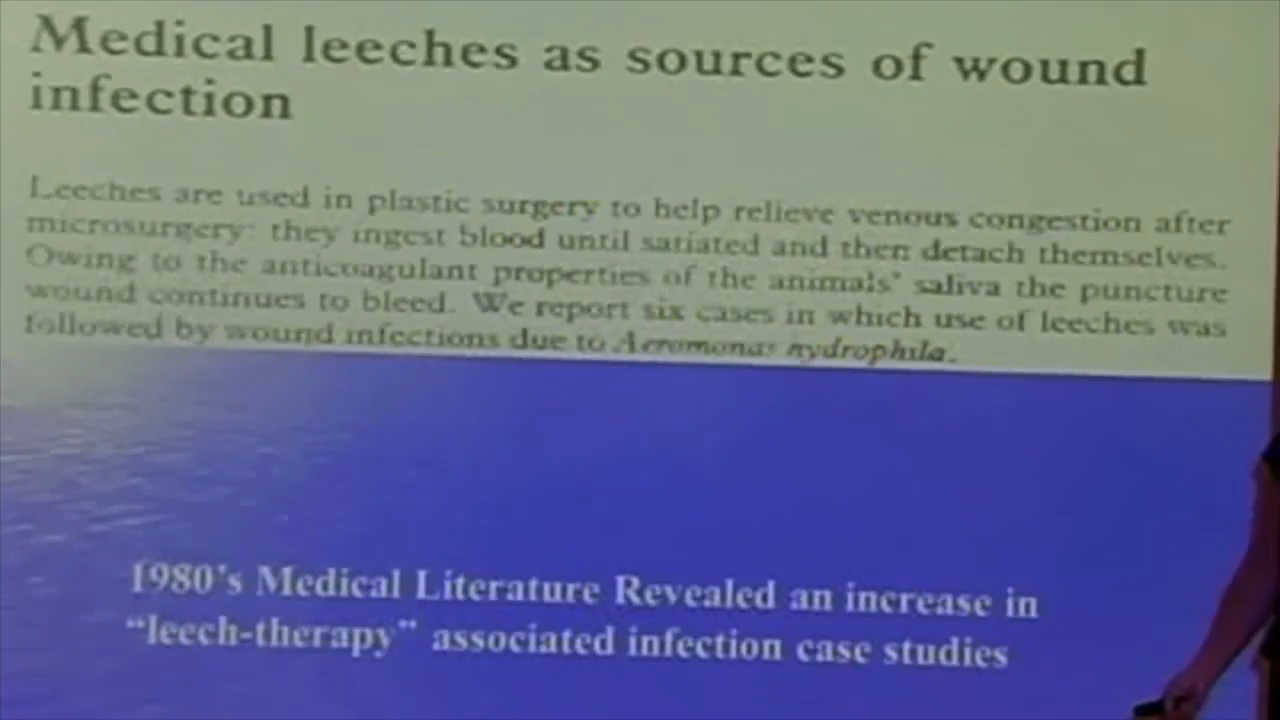 Medical leeches as sources of wound
infection
Leeches are used in plastic surgery to help relieve venous congestion after
microsurgery: they ingest blood until satiated and then detach themselves.
Owing to the anticoagulant properties of the animals' saliva the puncture
wound continues to bleed. We report six cases in which use of leeches was
followed by wound infections due to Aeromonas hydrophila.
1980's Medical Literature Revealed an increase in
"leech-therapy" associated infection case studies